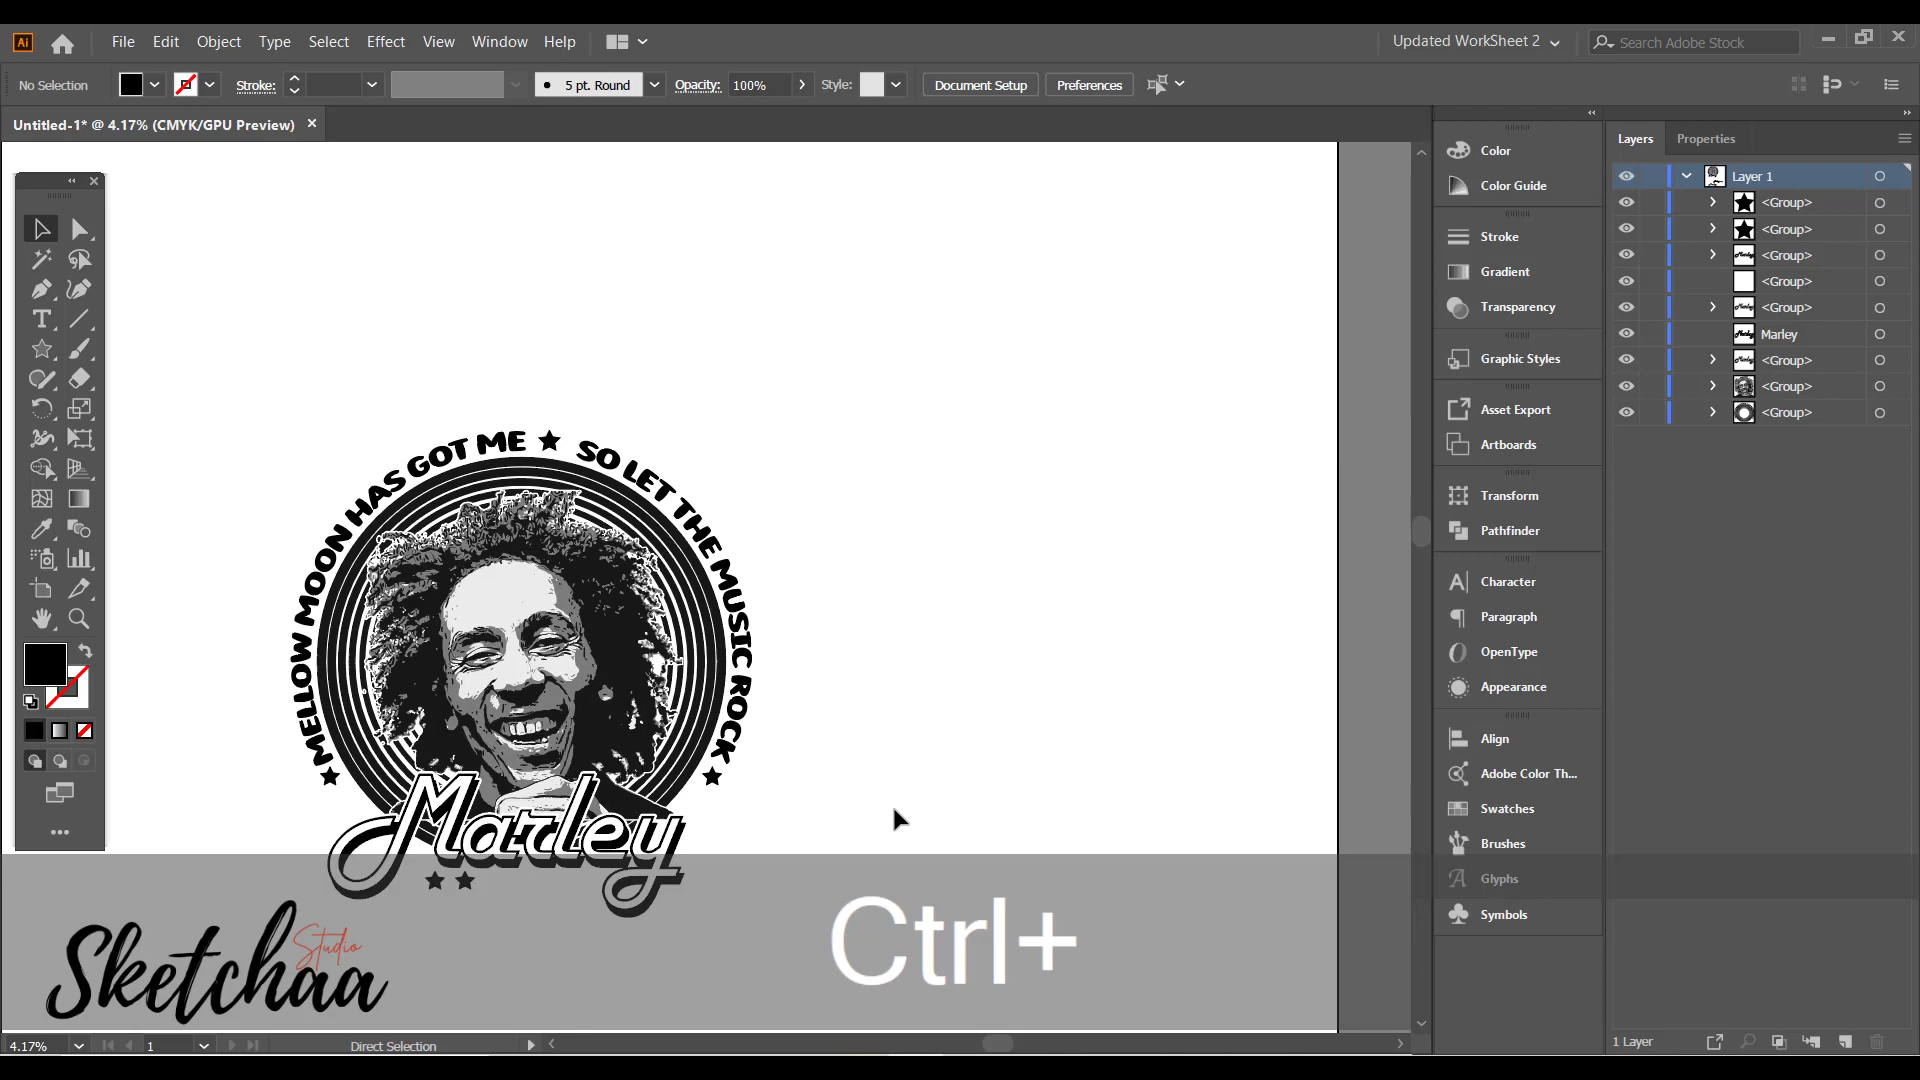 Ai File Edit Object Type Select Effect View Window Help Updated WorkSheet 2 Search Adobe Stock
No Selection Stroke: 5 pt. Round Opacity: 100% Style: Document Setup Preferences
Untitled-1* @ 4.17% (CMYK/GPU Preview)
Layers Properties
Color
Color Guide
Stroke
Gradient
Transparency
Graphic Styles
Asset Export
Artboards
Transform
Pathfinder
Character
Paragraph
OpenType
Appearance
Align
Adobe Color Th...
Swatches
Brushes
Glyphs
Symbols
Layer 1
<Group>
<Group>
<Group>
<Group>
<Group>
Marley
<Group>
<Group>
<Group>
MELLOW MOON HAS GOT ME ★ SO LET THE MUSIC ROCK
Marley
Sketchaa
Studio
Ctrl+
4.17% 1 Direct Selection
1 Layer